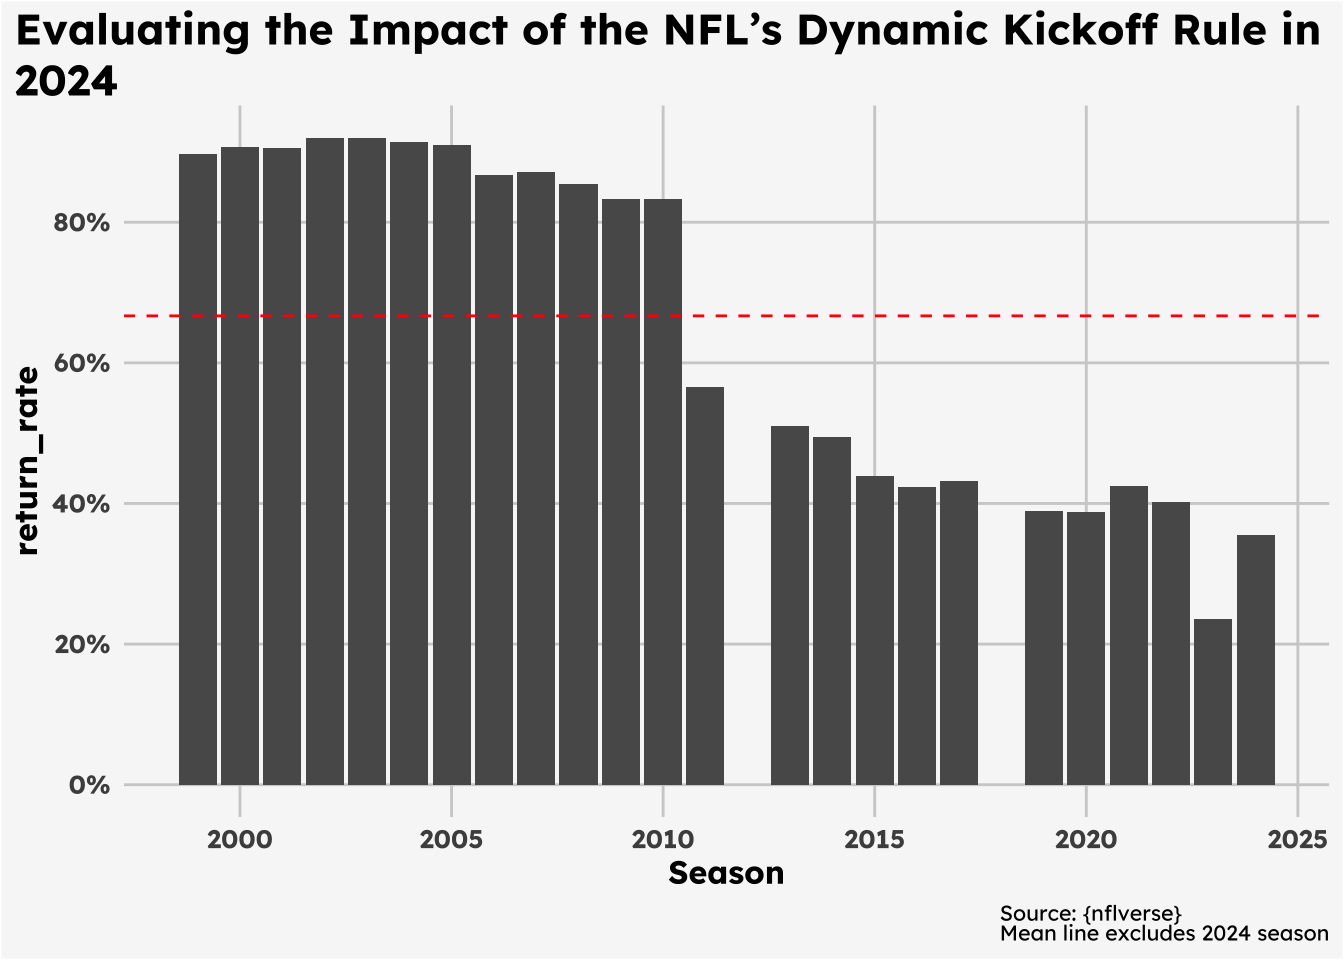 Evaluating the Impact of the NFL’s Dynamic Kickoff Rule in
2024
80%
60%
40%
20%
0%
return_rate
2000 2005 2010 2015 2020 2025
Season
Source: {nflverse}
Mean line excludes 2024 season